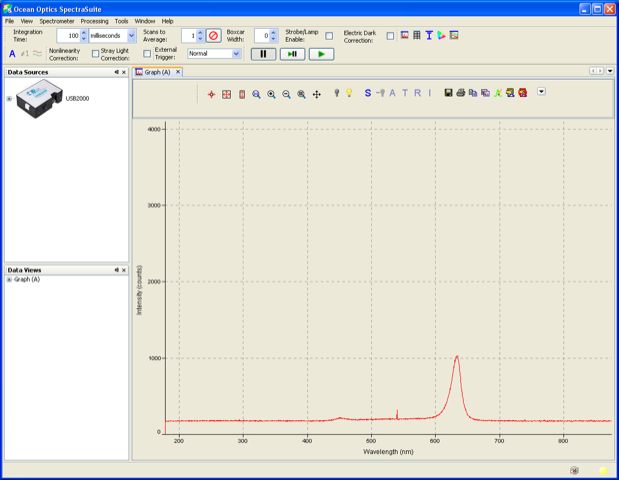 Ocean Optics SpectraSuite
File View Spectrometer Processing Tools Window Help
Integration Time: 100 milliseconds Scans to Average: 1 Boxcar Width: 0 Strobe/Lamp Enable: Electric Dark Correction:
A Nonlinearity Correction: Stray Light Correction: External Trigger: Normal
Data Sources
USB2000
Data Views
Graph (A)
Graph (A)
S A T R I
4000
3000
2000
1000
0
Intensity (counts)
200 300 400 500 600 700 800
Wavelength (nm)